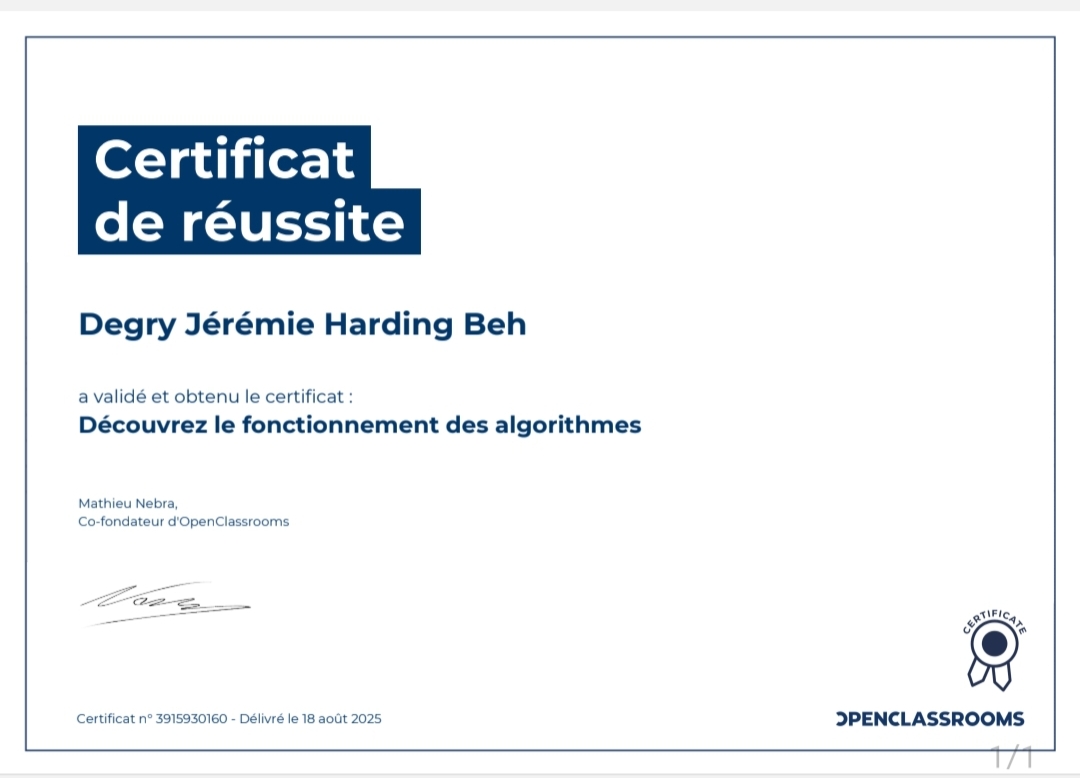 Certificat
de réussite
Degry Jérémie Harding Beh
a validé et obtenu le certificat :
Découvrez le fonctionnement des algorithmes
Mathieu Nebra,
Co-fondateur d'OpenClassrooms
CERTIFICATE
Certificat n° 3915930160 - Délivré le 18 août 2025
OPENCLASSROOMS
1/1